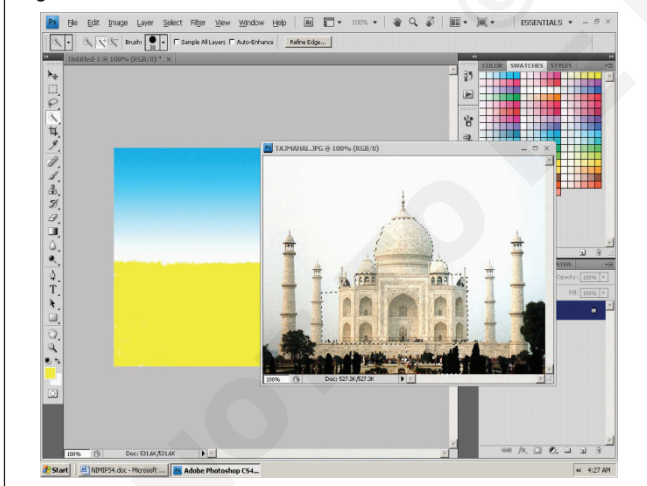 Ps File Edit Image Layer Select Filter View Window Help Br 100% ESSENTIALS
Brush: 30 Sample All Layers Auto-Enhance Refine Edge...
Untitled-1 @ 100% (RGB/8) *
COLOR SWATCHES STYLES
TAJMAHAL.JPG @ 100% (RGB/8)
Opacity: 100%
Fill: 100%
T
100% Doc: 527.3K/527.3K
100% Doc: 531.6K/531.6K
Start NIMIP54.doc - Microsoft ... Adobe Photoshop CS4... 4:27 AM